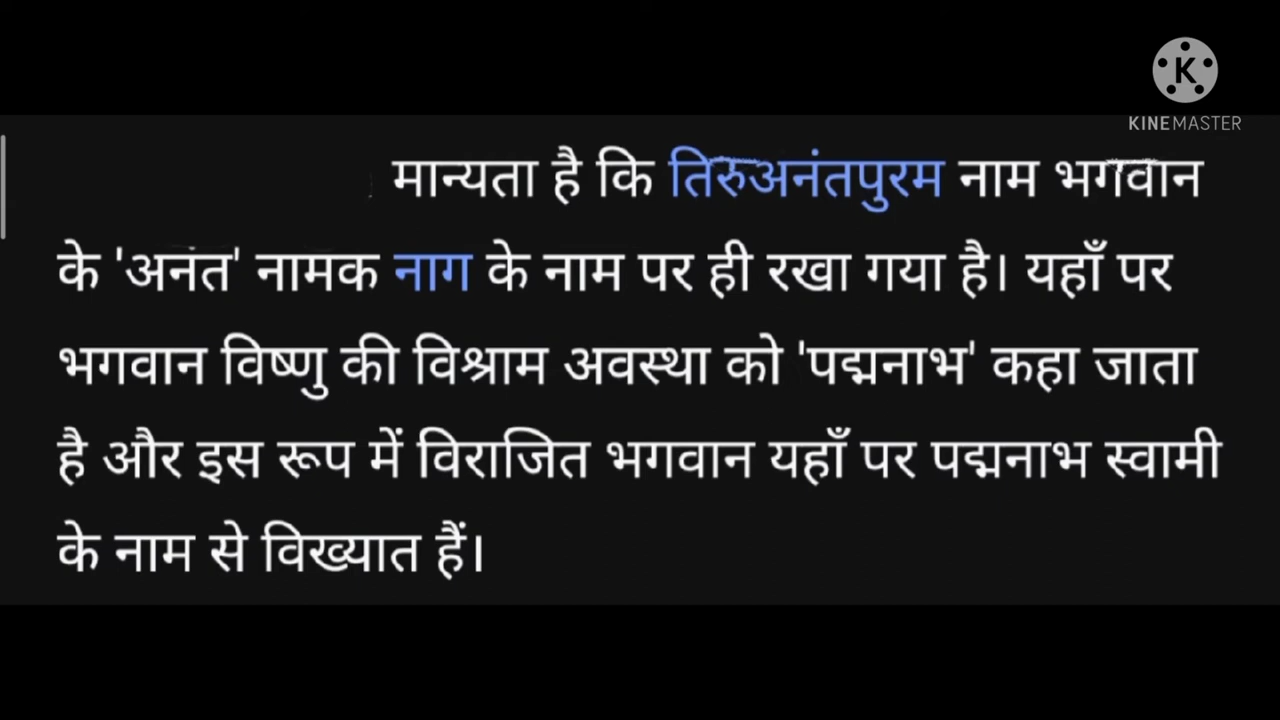 K
KINEMASTER
मान्यता है कि तिरुअनंतपुरम नाम भगवान
के 'अनंत' नामक नाग के नाम पर ही रखा गया है। यहाँ पर
भगवान विष्णु की विश्राम अवस्था को 'पद्मनाभ' कहा जाता
है और इस रूप में विराजित भगवान यहाँ पर पद्मनाभ स्वामी
के नाम से विख्यात हैं।